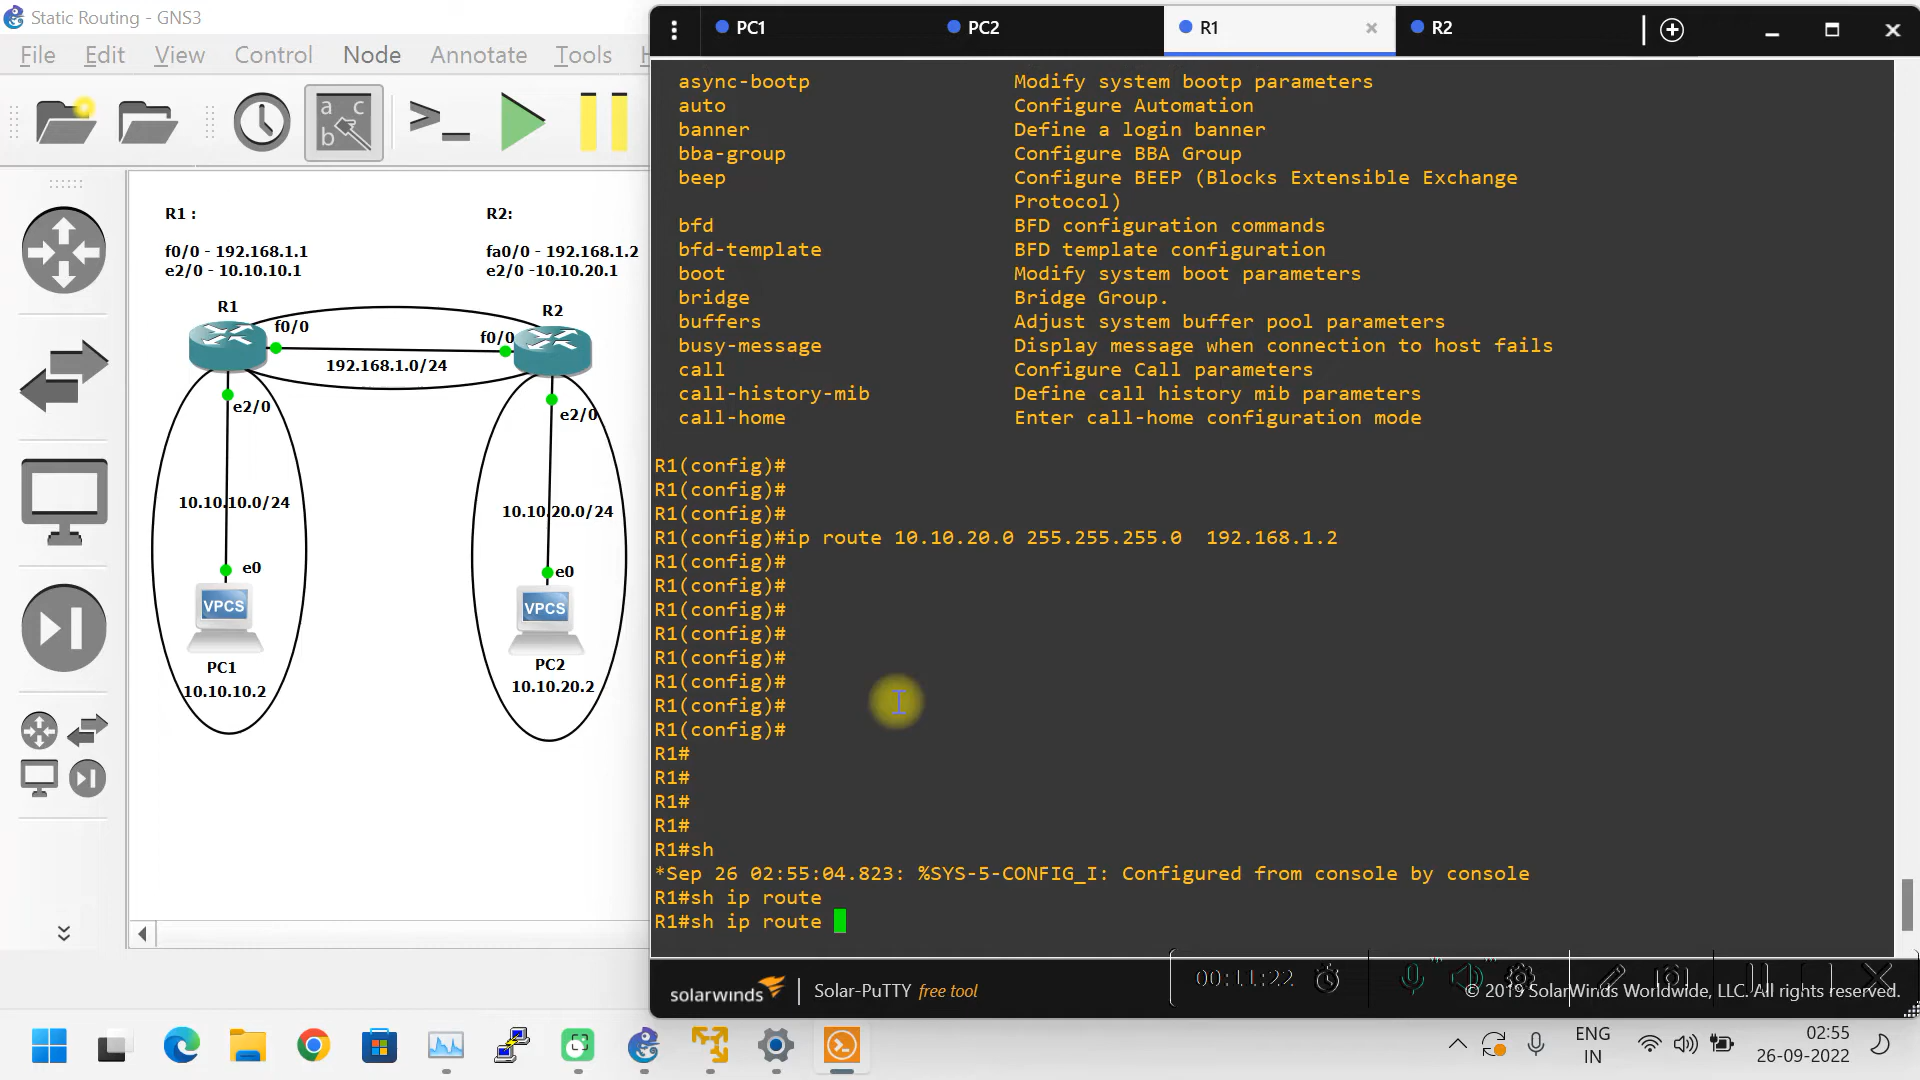 Static Routing - GNS3
File Edit View Control Node Annotate Tools
R1 :
f0/0 - 192.168.1.1
e2/0 - 10.10.10.1
R2:
fa0/0 - 192.168.1.2
e2/0 -10.10.20.1
R1
R2
f0/0
f0/0
192.168.1.0/24
e2/0
e2/0
10.10.10.0/24
10.10.20.0/24
e0
e0
VPCS
VPCS
PC1
10.10.10.2
PC2
10.10.20.2
PC1 PC2 R1 R2
async-bootp Modify system bootp parameters
auto Configure Automation
banner Define a login banner
bba-group Configure BBA Group
beep Configure BEEP (Blocks Extensible Exchange
Protocol)
bfd BFD configuration commands
bfd-template BFD template configuration
boot Modify system boot parameters
bridge Bridge Group.
buffers Adjust system buffer pool parameters
busy-message Display message when connection to host fails
call Configure Call parameters
call-history-mib Define call history mib parameters
call-home Enter call-home configuration mode
R1(config)#
R1(config)#
R1(config)#
R1(config)#ip route 10.10.20.0 255.255.255.0  192.168.1.2
R1(config)#
R1(config)#
R1(config)#
R1(config)#
R1(config)#
R1(config)#
R1(config)#
R1(config)#
R1#
R1#
R1#
R1#
R1#sh
*Sep 26 02:55:04.823: %SYS-5-CONFIG_I: Configured from console by console
R1#sh ip route
R1#sh ip route
solarwinds | Solar-PuTTY free tool
00:11:22
© 2019 SolarWinds Worldwide, LLC. All rights reserved.
ENG
IN
02:55
26-09-2022